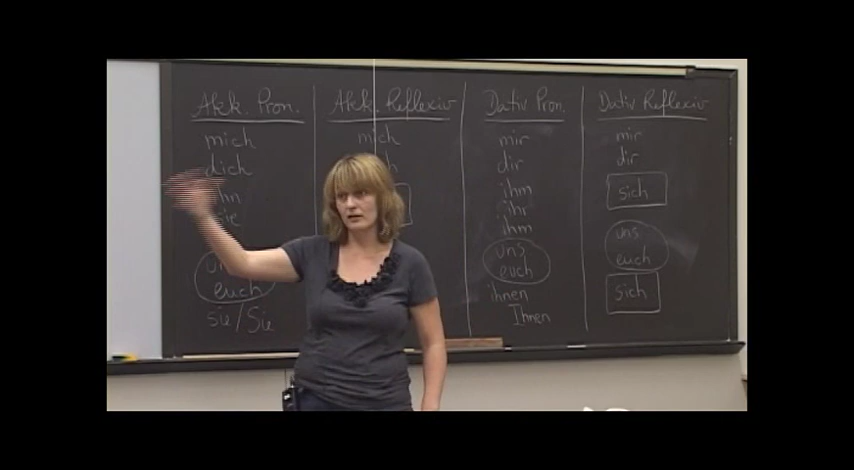 Akk. Pron.
mich
dich
sie
euch
sie/Sie
Akk. Reflexiv
mich
Dativ Pron.
mir
dir
ihm
ihr
ihm
uns
euch
ihnen
Ihnen
Dativ Reflexiv
mir
dir
sich
uns
euch
sich